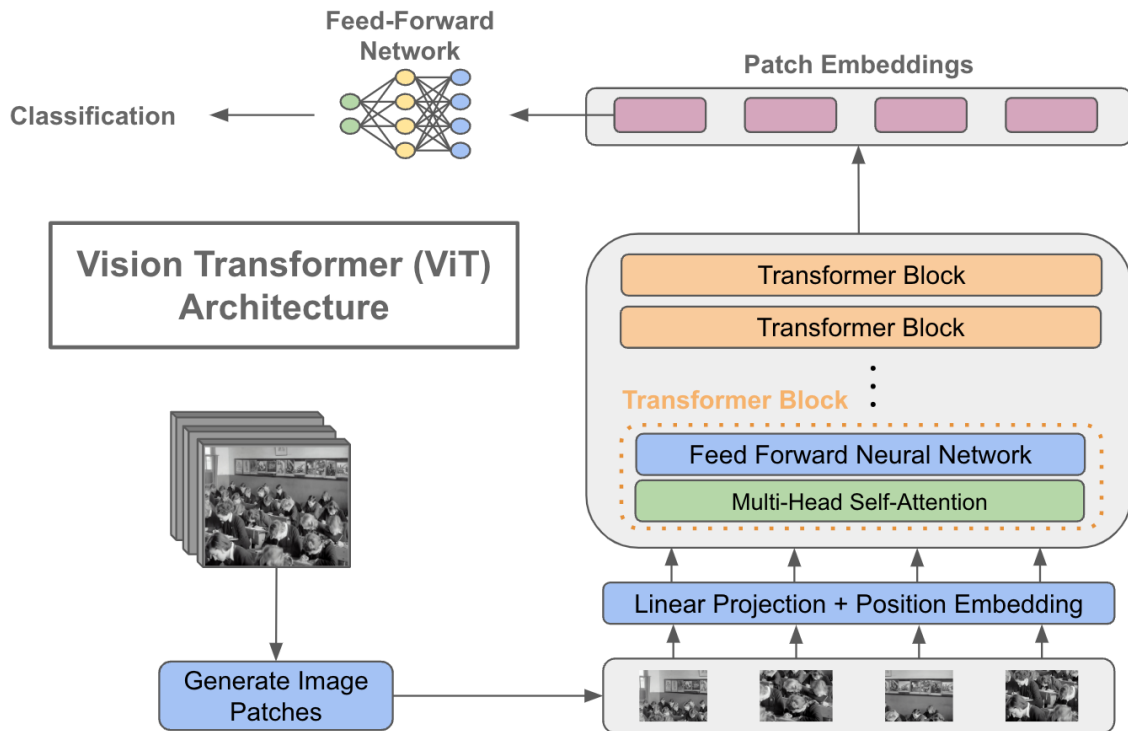 Feed-Forward
Network
Patch Embeddings
Classification
Vision Transformer (ViT)
Architecture
Transformer Block
Transformer Block
Transformer Block
Feed Forward Neural Network
Multi-Head Self-Attention
Linear Projection + Position Embedding
Generate Image
Patches